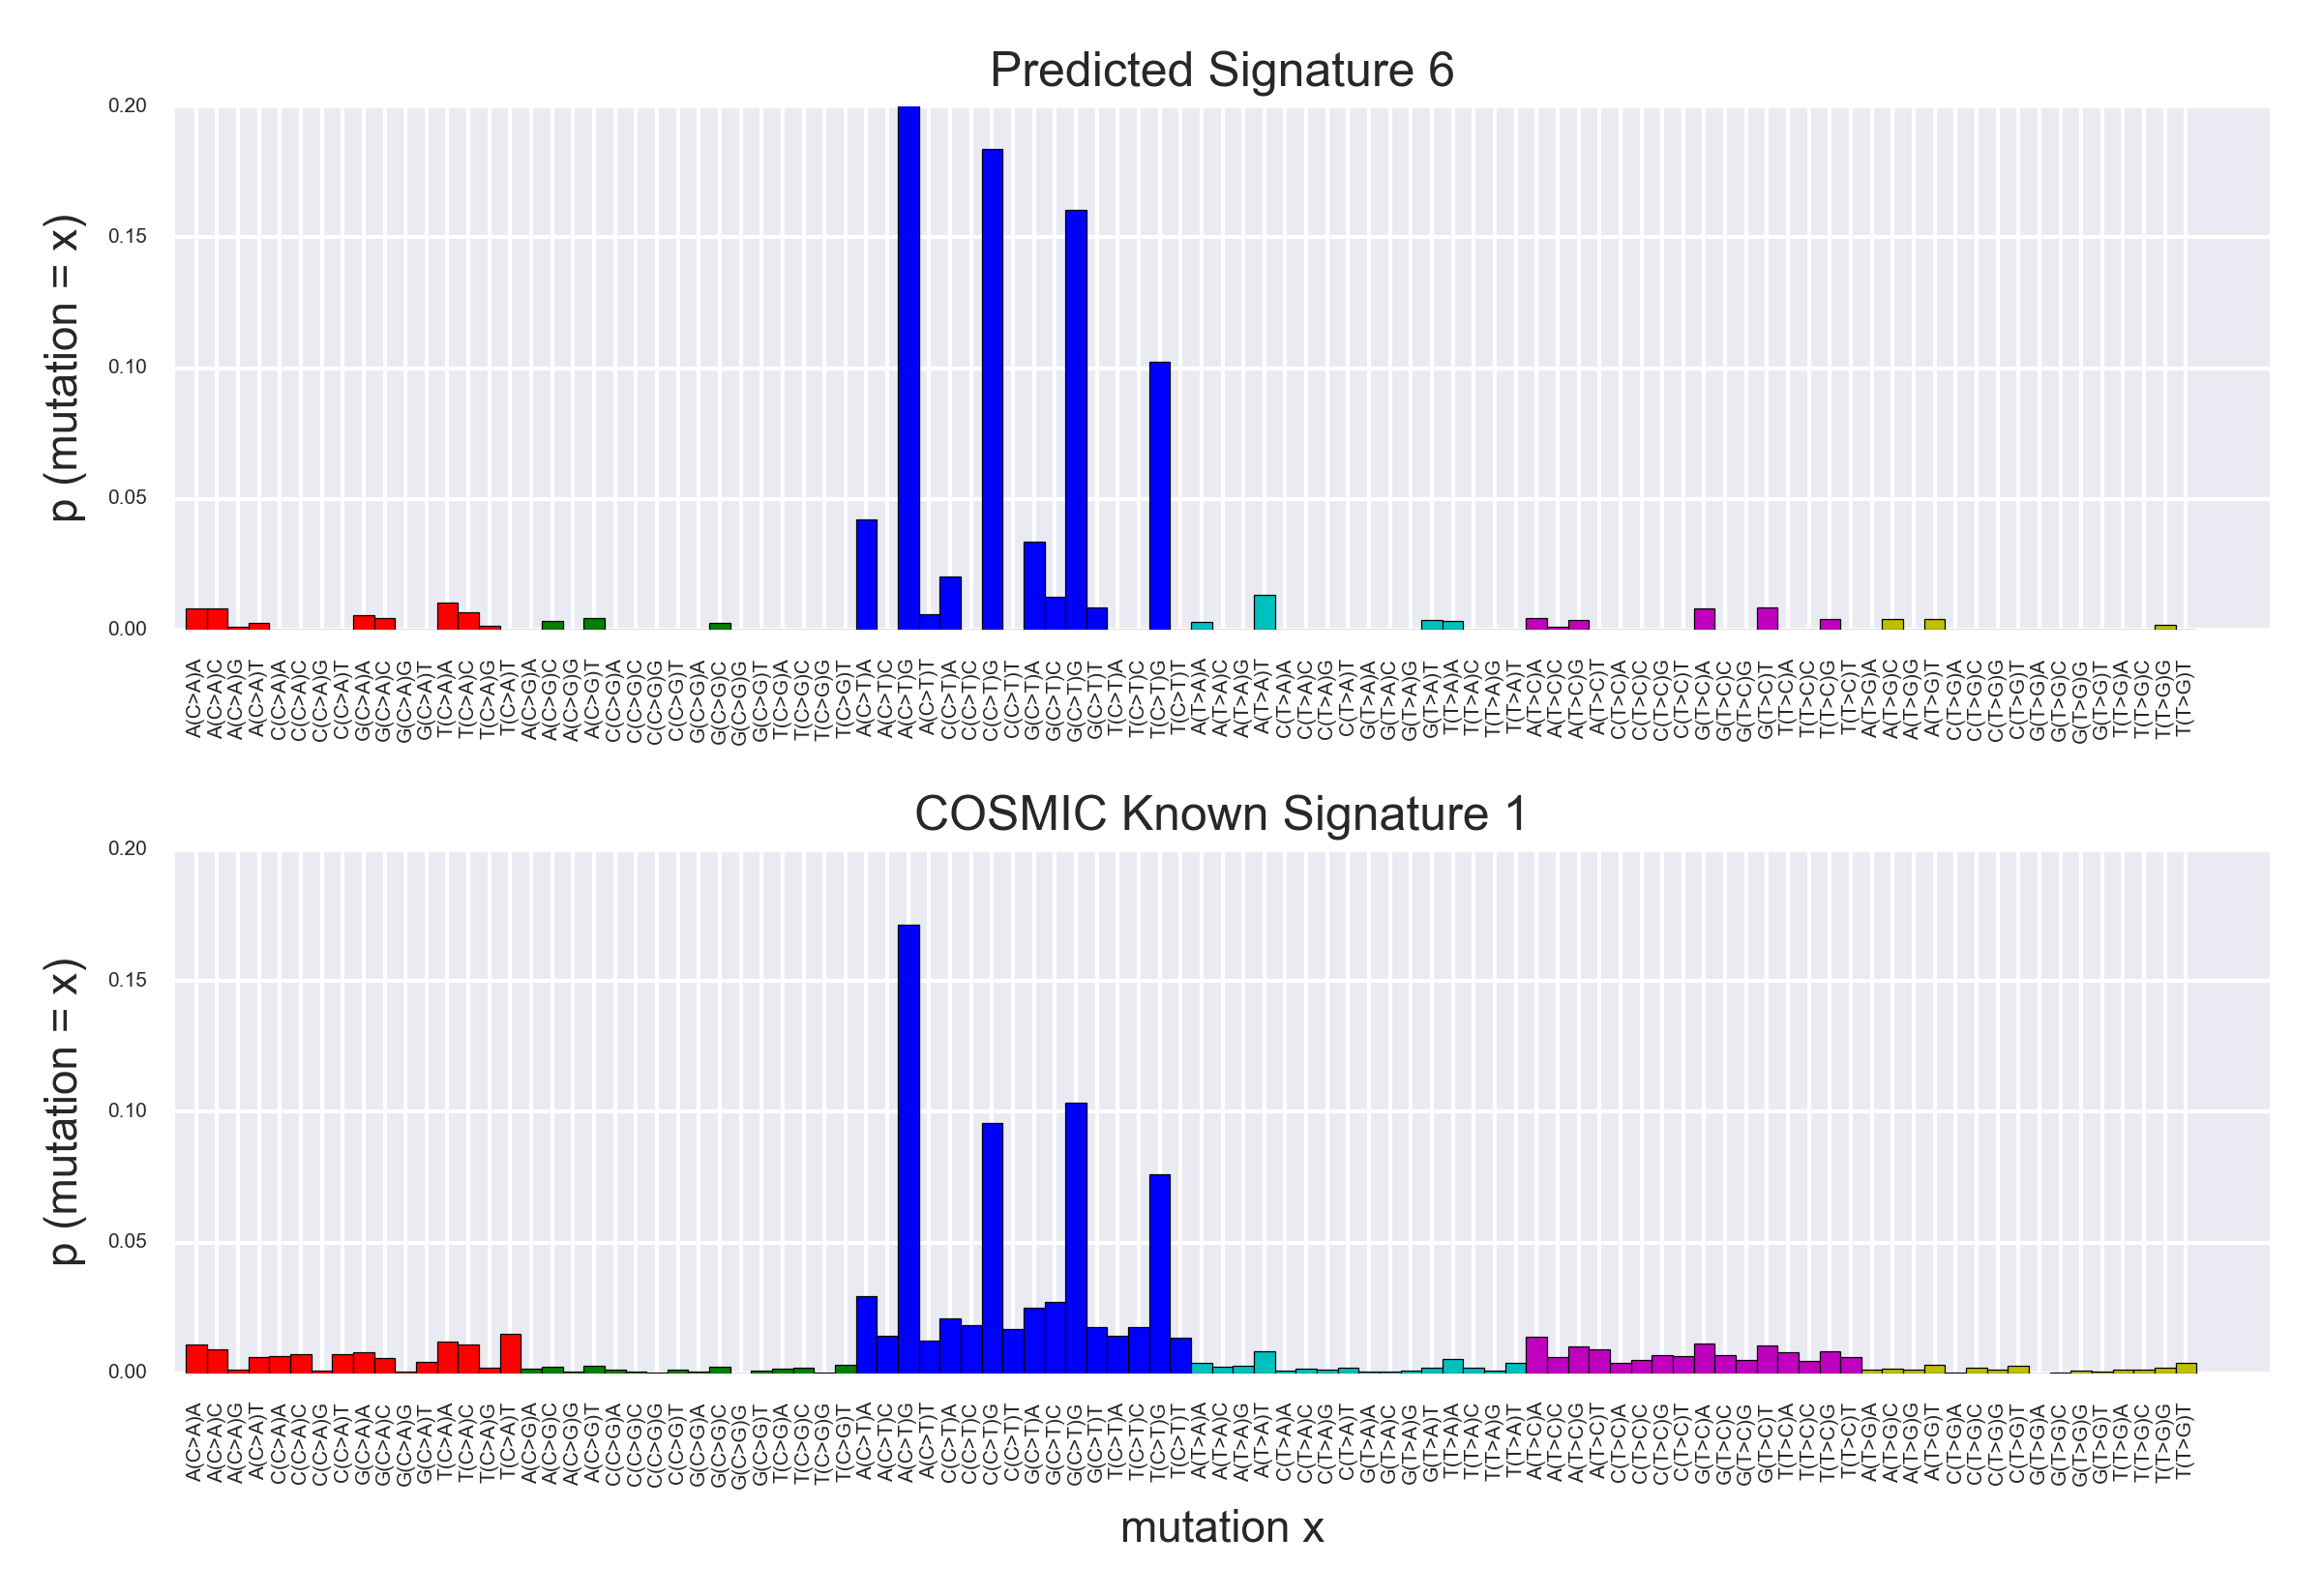 Predicted Signature 6
p (mutation = x)
0.20
0.15
0.10
0.05
0.00
A(C>A)A A(C>A)C A(C>A)G A(C>A)T C(C>A)A C(C>A)C C(C>A)G C(C>A)T G(C>A)A G(C>A)C G(C>A)G G(C>A)T T(C>A)A T(C>A)C T(C>A)G T(C>A)T A(C>G)A A(C>G)C A(C>G)G A(C>G)T C(C>G)A C(C>G)C C(C>G)G C(C>G)T G(C>G)A G(C>G)C G(C>G)G G(C>G)T T(C>G)A T(C>G)C T(C>G)G T(C>G)T A(C>T)A A(C>T)C A(C>T)G A(C>T)T C(C>T)A C(C>T)C C(C>T)G C(C>T)T G(C>T)A G(C>T)C G(C>T)G G(C>T)T T(C>T)A T(C>T)C T(C>T)G T(C>T)T A(T>A)A A(T>A)C A(T>A)G A(T>A)T C(T>A)A C(T>A)C C(T>A)G C(T>A)T G(T>A)A G(T>A)C G(T>A)G G(T>A)T T(T>A)A T(T>A)C T(T>A)G T(T>A)T A(T>C)A A(T>C)C A(T>C)G A(T>C)T C(T>C)A C(T>C)C C(T>C)G C(T>C)T G(T>C)A G(T>C)C G(T>C)G G(T>C)T T(T>C)A T(T>C)C T(T>C)G T(T>C)T A(T>G)A A(T>G)C A(T>G)G A(T>G)T C(T>G)A C(T>G)C C(T>G)G C(T>G)T G(T>G)A G(T>G)C G(T>G)G G(T>G)T T(T>G)A T(T>G)C T(T>G)G T(T>G)T
COSMIC Known Signature 1
p (mutation = x)
0.20
0.15
0.10
0.05
0.00
A(C>A)A A(C>A)C A(C>A)G A(C>A)T C(C>A)A C(C>A)C C(C>A)G C(C>A)T G(C>A)A G(C>A)C G(C>A)G G(C>A)T T(C>A)A T(C>A)C T(C>A)G T(C>A)T A(C>G)A A(C>G)C A(C>G)G A(C>G)T C(C>G)A C(C>G)C C(C>G)G C(C>G)T G(C>G)A G(C>G)C G(C>G)G G(C>G)T T(C>G)A T(C>G)C T(C>G)G T(C>G)T A(C>T)A A(C>T)C A(C>T)G A(C>T)T C(C>T)A C(C>T)C C(C>T)G C(C>T)T G(C>T)A G(C>T)C G(C>T)G G(C>T)T T(C>T)A T(C>T)C T(C>T)G T(C>T)T A(T>A)A A(T>A)C A(T>A)G A(T>A)T C(T>A)A C(T>A)C C(T>A)G C(T>A)T G(T>A)A G(T>A)C G(T>A)G G(T>A)T T(T>A)A T(T>A)C T(T>A)G T(T>A)T A(T>C)A A(T>C)C A(T>C)G A(T>C)T C(T>C)A C(T>C)C C(T>C)G C(T>C)T G(T>C)A G(T>C)C G(T>C)G G(T>C)T T(T>C)A T(T>C)C T(T>C)G T(T>C)T A(T>G)A A(T>G)C A(T>G)G A(T>G)T C(T>G)A C(T>G)C C(T>G)G C(T>G)T G(T>G)A G(T>G)C G(T>G)G G(T>G)T T(T>G)A T(T>G)C T(T>G)G T(T>G)T
mutation x